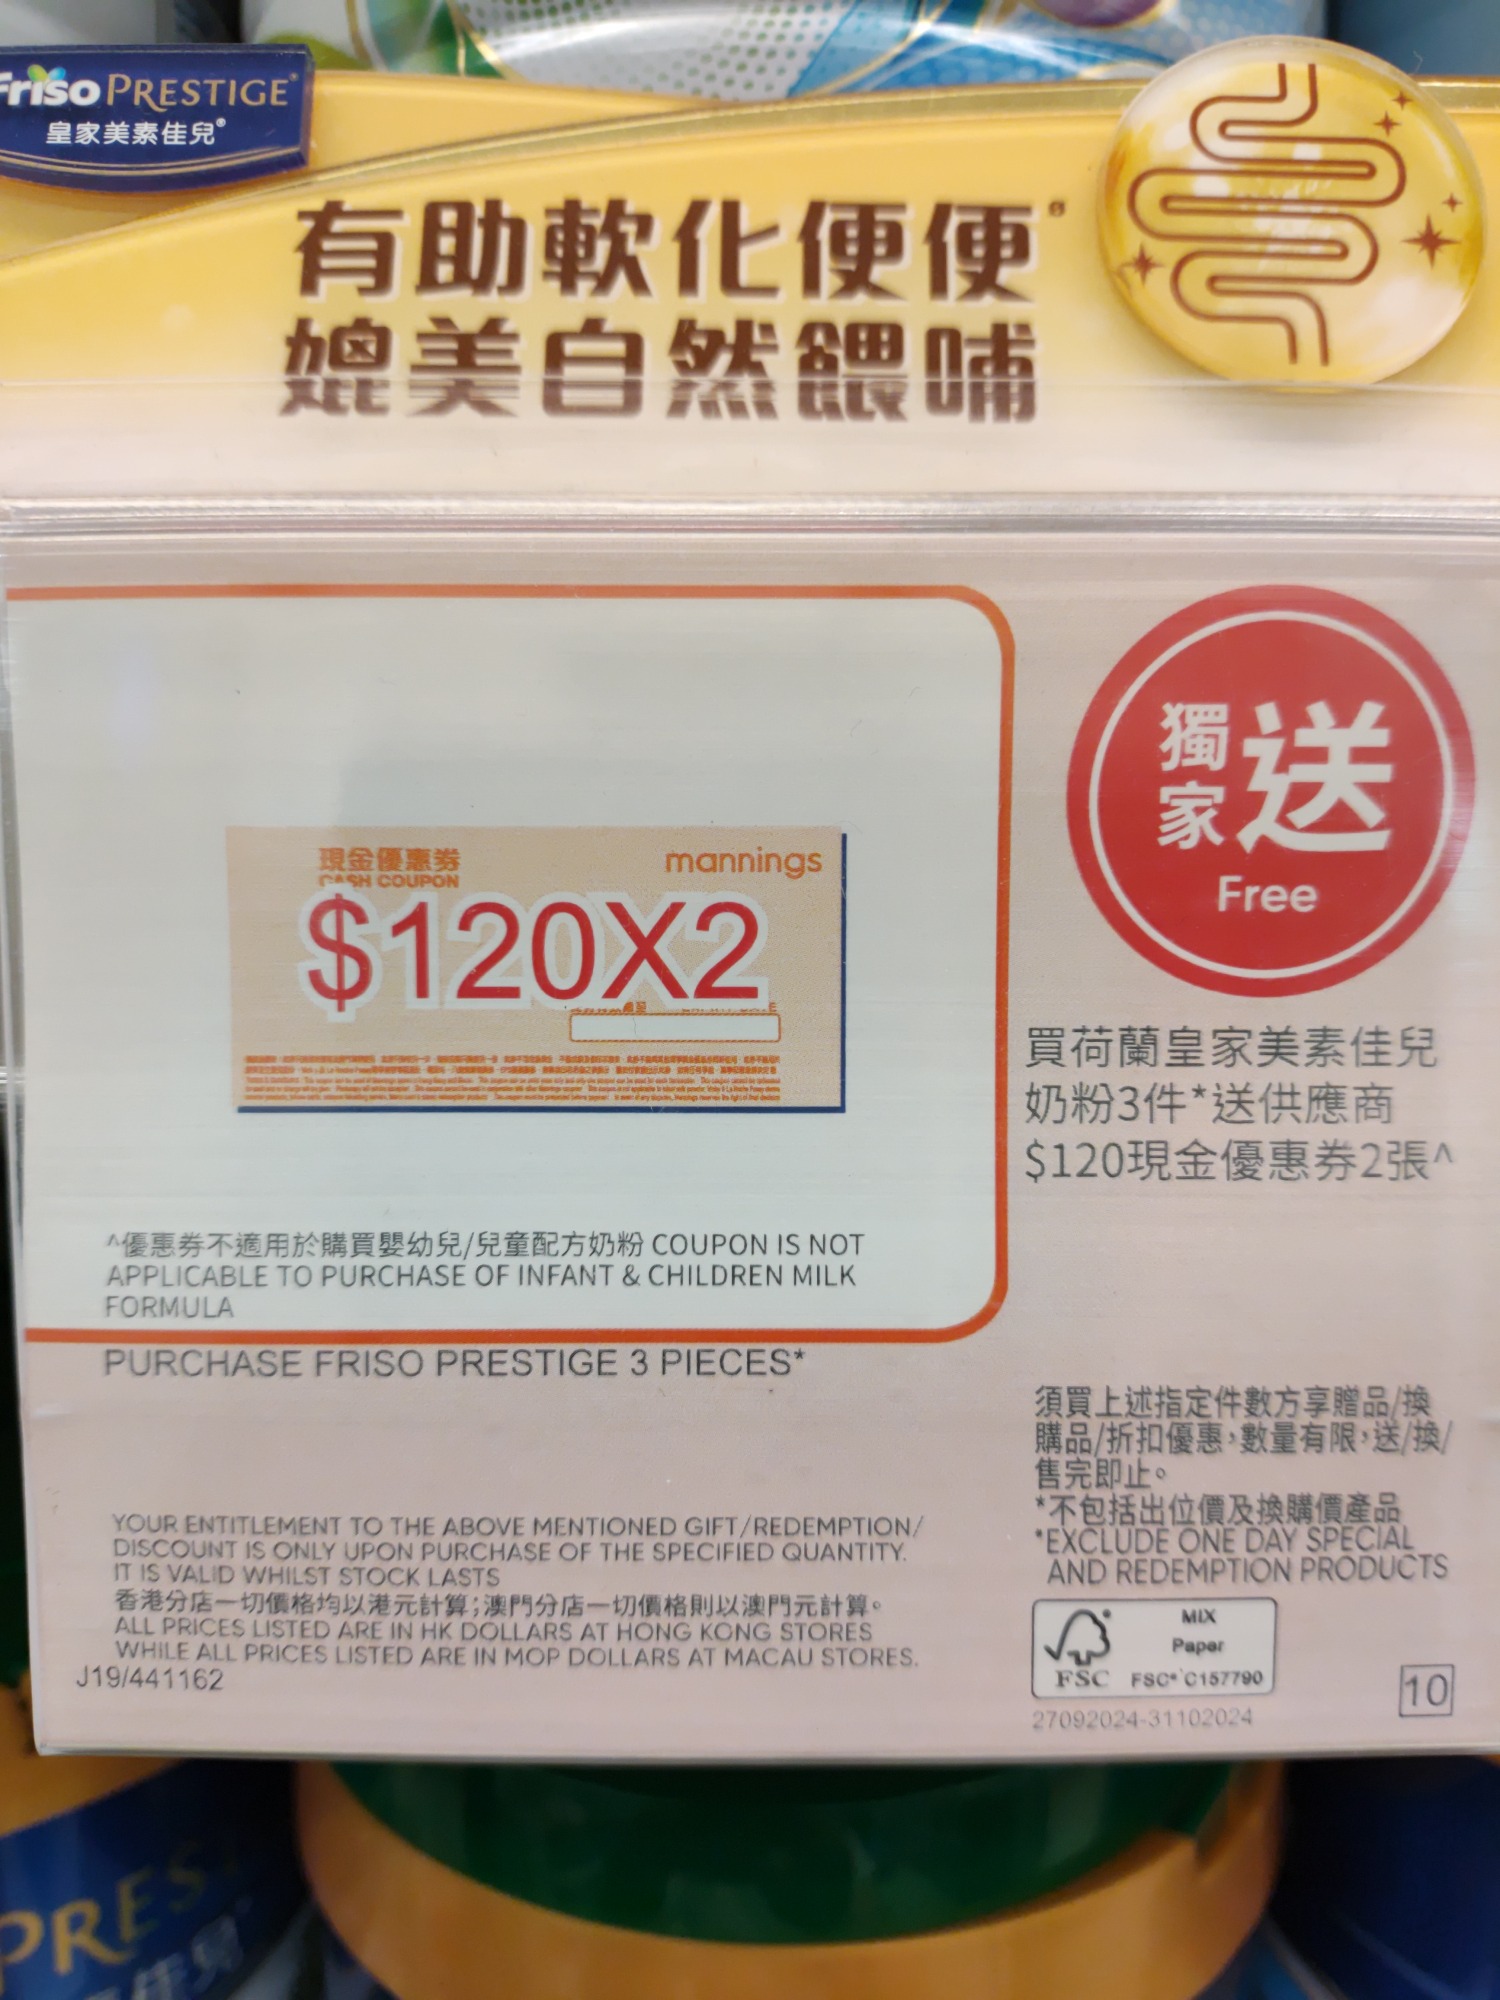 Friso PRESTIGE®
皇家美素佳兒®
有助軟化便便
媲美自然餵哺
獨家送
Free
現金優惠券
mannings
CASH COUPON
$120X2
買荷蘭皇家美素佳兒
奶粉3件*送供應商
$120現金優惠券2張^
^優惠券不適用於購買嬰幼兒/兒童配方奶粉 COUPON IS NOT
APPLICABLE TO PURCHASE OF INFANT & CHILDREN MILK
FORMULA
PURCHASE FRISO PRESTIGE 3 PIECES*
須買上述指定件數方享贈品/換
購品/折扣優惠,數量有限,送/換/
售完即止。
*不包括出位價及換購價產品
*EXCLUDE ONE DAY SPECIAL
AND REDEMPTION PRODUCTS
YOUR ENTITLEMENT TO THE ABOVE MENTIONED GIFT/REDEMPTION/
DISCOUNT IS ONLY UPON PURCHASE OF THE SPECIFIED QUANTITY.
IT IS VALID WHILST STOCK LASTS
香港分店一切價格均以港元計算;澳門分店一切價格則以澳門元計算。
ALL PRICES LISTED ARE IN HK DOLLARS AT HONG KONG STORES
WHILE ALL PRICES LISTED ARE IN MOP DOLLARS AT MACAU STORES.
J19/441162
MIX
Paper
FSC
FSC® C157790
27092024-31102024
10
PRES
佳兒